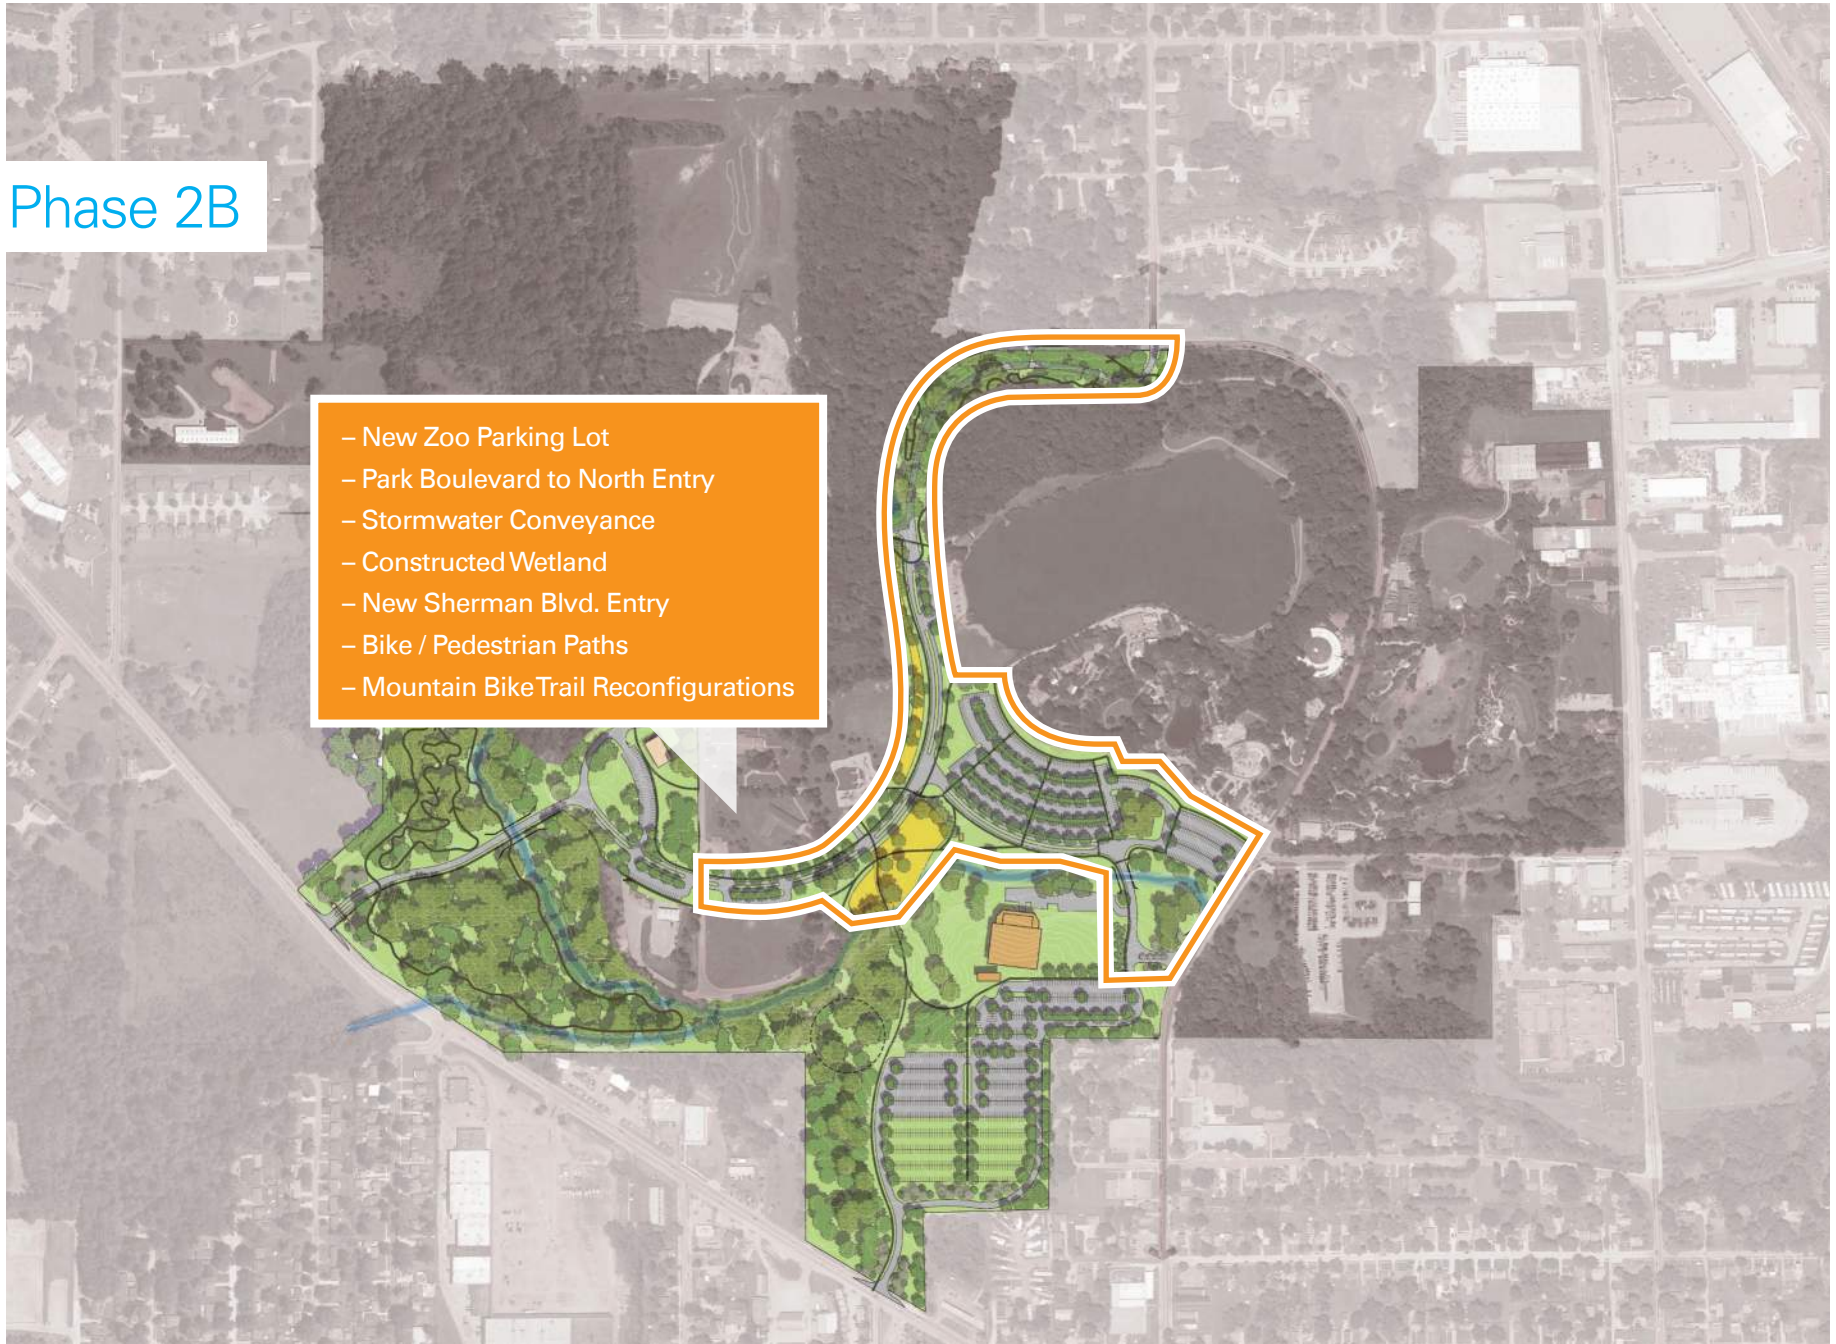 Phase 2B
– New Zoo Parking Lot
– Park Boulevard to North Entry
– Stormwater Conveyance
– Constructed Wetland
– New Sherman Blvd. Entry
– Bike / Pedestrian Paths
– Mountain Bike Trail Reconfigurations